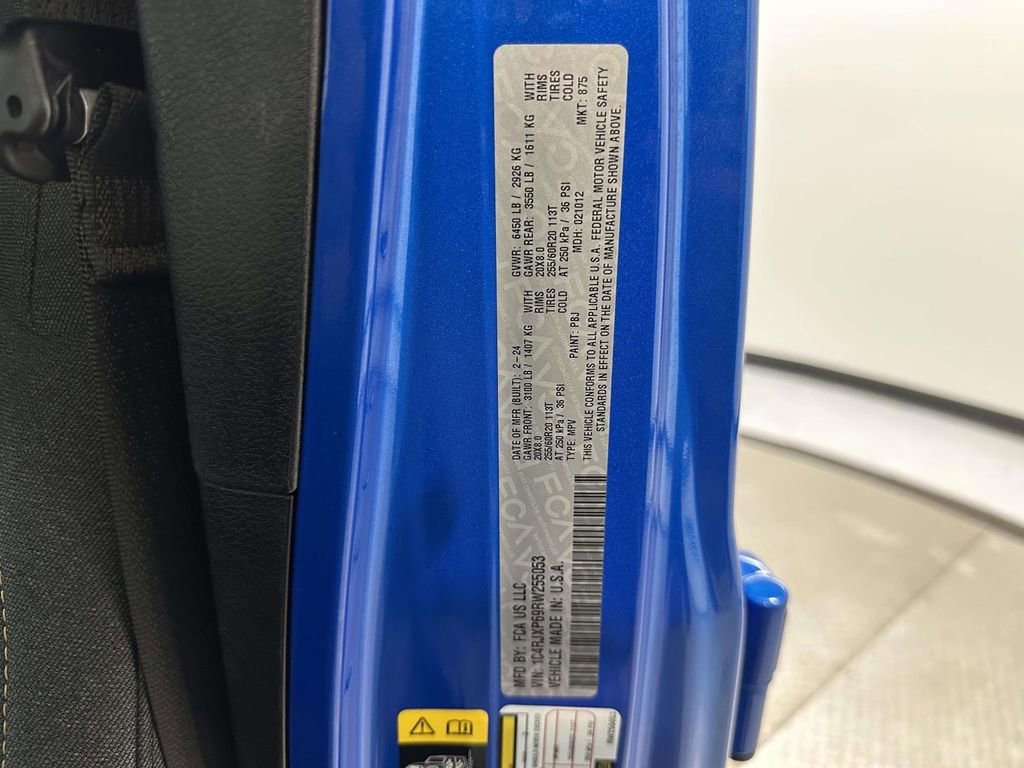 MFD BY: FCA US LLC
VIN: 1C4RJXP69RW255053
VEHICLE MADE IN: U.S.A.
DATE OF MFR (BUILT): 2-24
GAWR FRONT: 3100 LB / 1407 KG WITH
20X8.0 RIMS
255/60R20 113T TIRES
AT 250 kPa / 36 PSI COLD
TYPE: MPV PAINT: PBJ
GVWR: 6450 LB / 2926 KG
GAWR REAR: 3550 LB / 1611 KG WITH
20X8.0 RIMS
255/60R20 113T TIRES
AT 250 kPa / 36 PSI COLD
MDH: 021012 MKT: 875
THIS VEHICLE CONFORMS TO ALL APPLICABLE U.S.A. FEDERAL MOTOR VEHICLE SAFETY
STANDARDS IN EFFECT ON THE DATE OF MANUFACTURE SHOWN ABOVE.
FCA